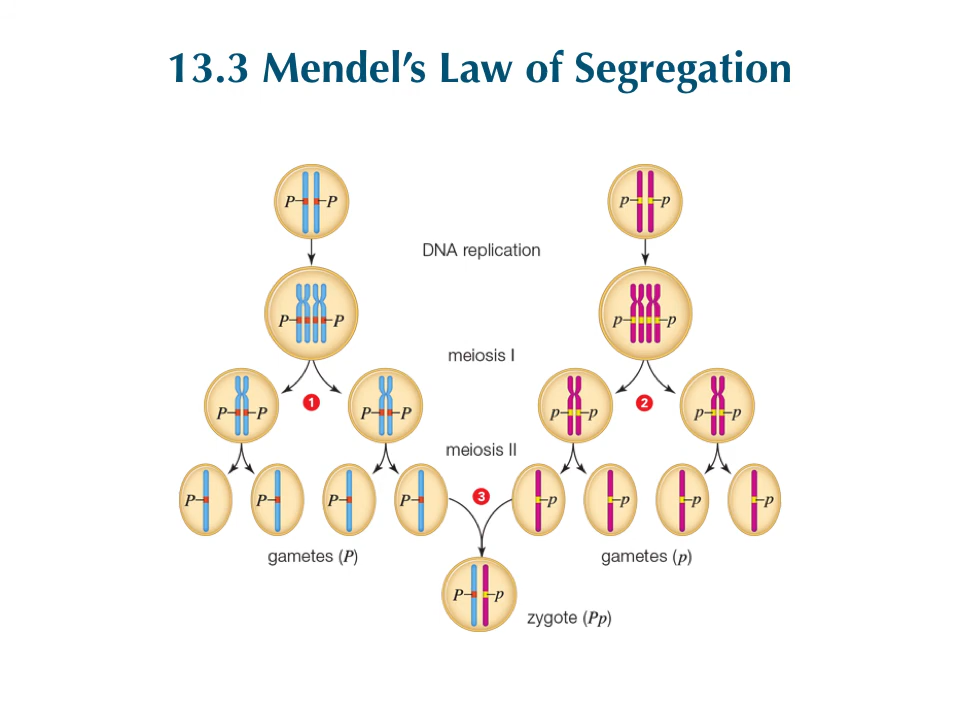 13.3 Mendel's Law of Segregation
P P
p p
DNA replication
P P
p p
meiosis I
P P
P P
p p
p p
1
2
meiosis II
P
P
P
P
p
p
p
p
3
gametes (P)
gametes (p)
P p
zygote (Pp)